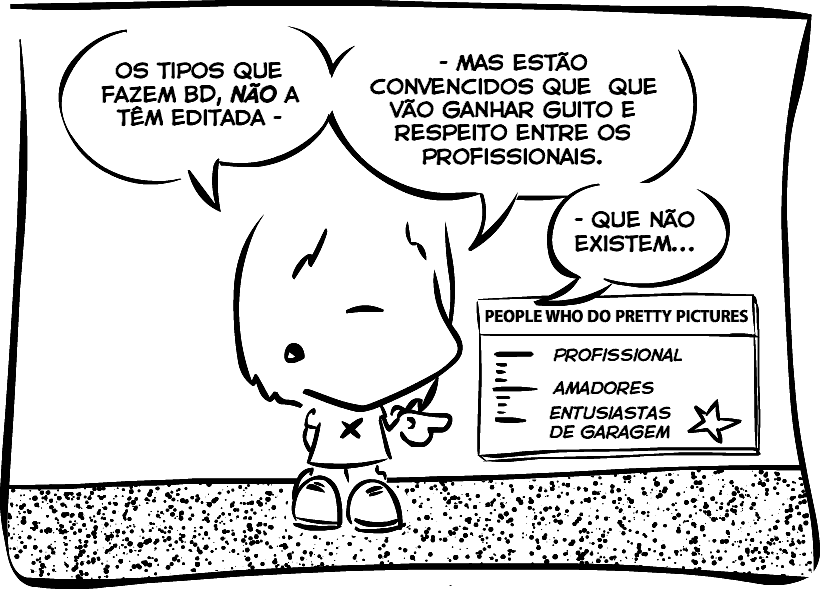 OS TIPOS QUE
FAZEM BD, NÃO A
TÊM EDITADA -
- MAS ESTÃO
CONVENCIDOS QUE QUE
VÃO GANHAR GUITO E
RESPEITO ENTRE OS
PROFISSIONAIS.
- QUE NÃO
EXISTEM...
PEOPLE WHO DO PRETTY PICTURES
PROFISSIONAL
AMADORES
ENTUSIASTAS
DE GARAGEM